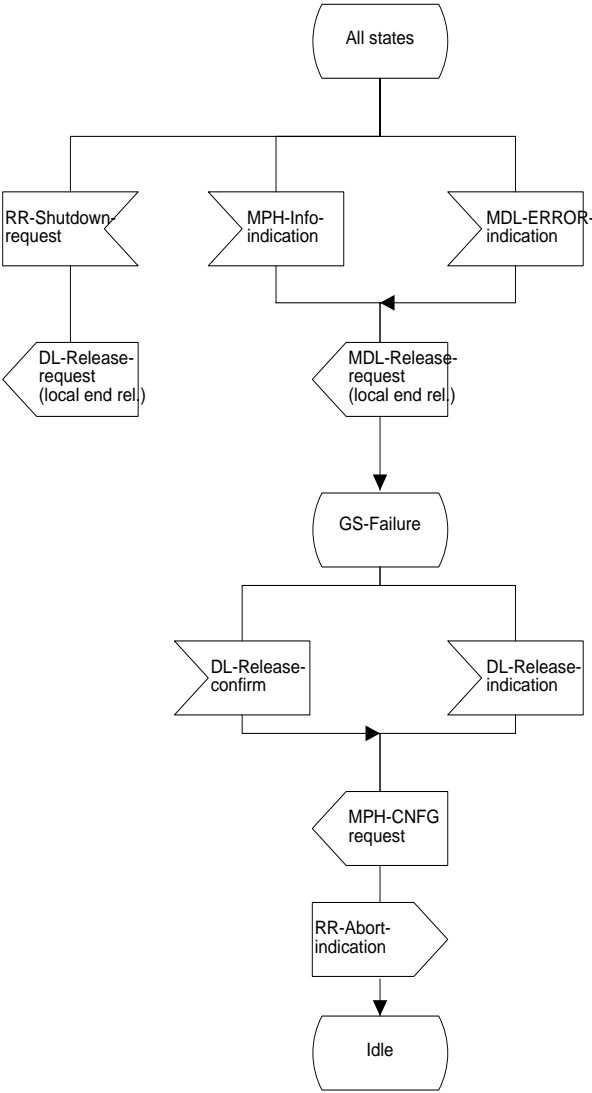 All states
RR-Shutdown-
request
MPH-Info-
indication
MDL-ERROR-
indication
DL-Release-
request
(local end rel.)
MDL-Release-
request
(local end rel.)
GS-Failure
DL-Release-
confirm
DL-Release-
indication
MPH-CNFG
request
RR-Abort-
indication
Idle